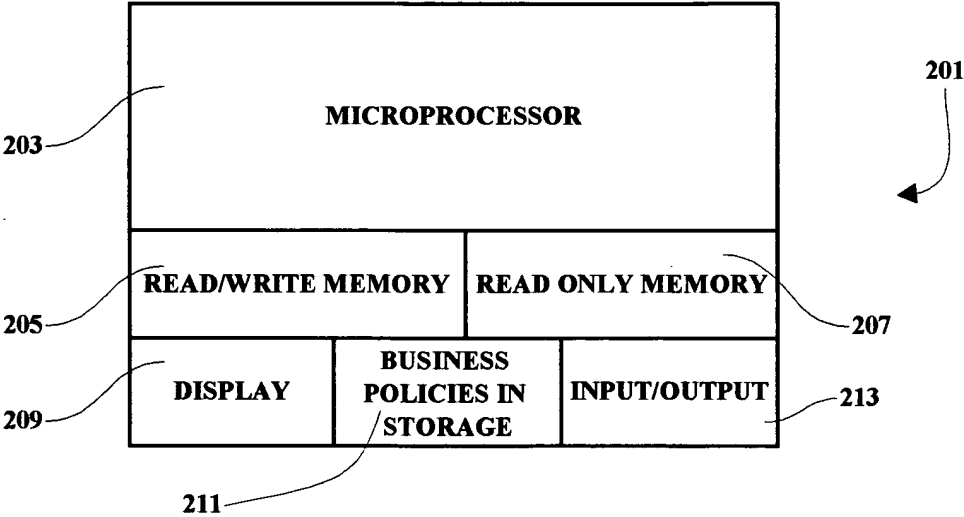 201
MICROPROCESSOR
203
READ/WRITE MEMORY
READ ONLY MEMORY
205
207
BUSINESS
POLICIES IN
STORAGE
DISPLAY
INPUT/OUTPUT
209
213
211